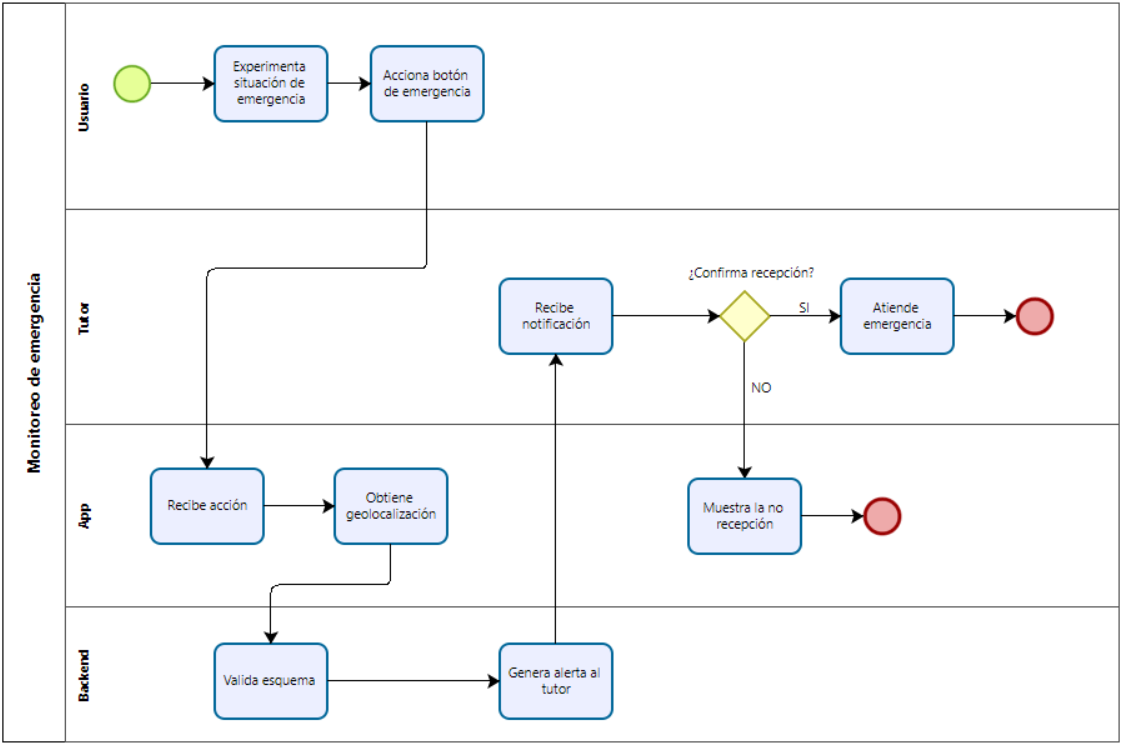 Monitoreo de emergencia
Usuario
Experimenta
situación de
emergencia
Acciona botón
de emergencia
Tutor
Recibe
notificación
¿Confirma recepción?
SI
NO
Atiende
emergencia
App
Recibe acción
Obtiene
geolocalización
Muestra la no
recepción
Backend
Valida esquema
Genera alerta al
tutor